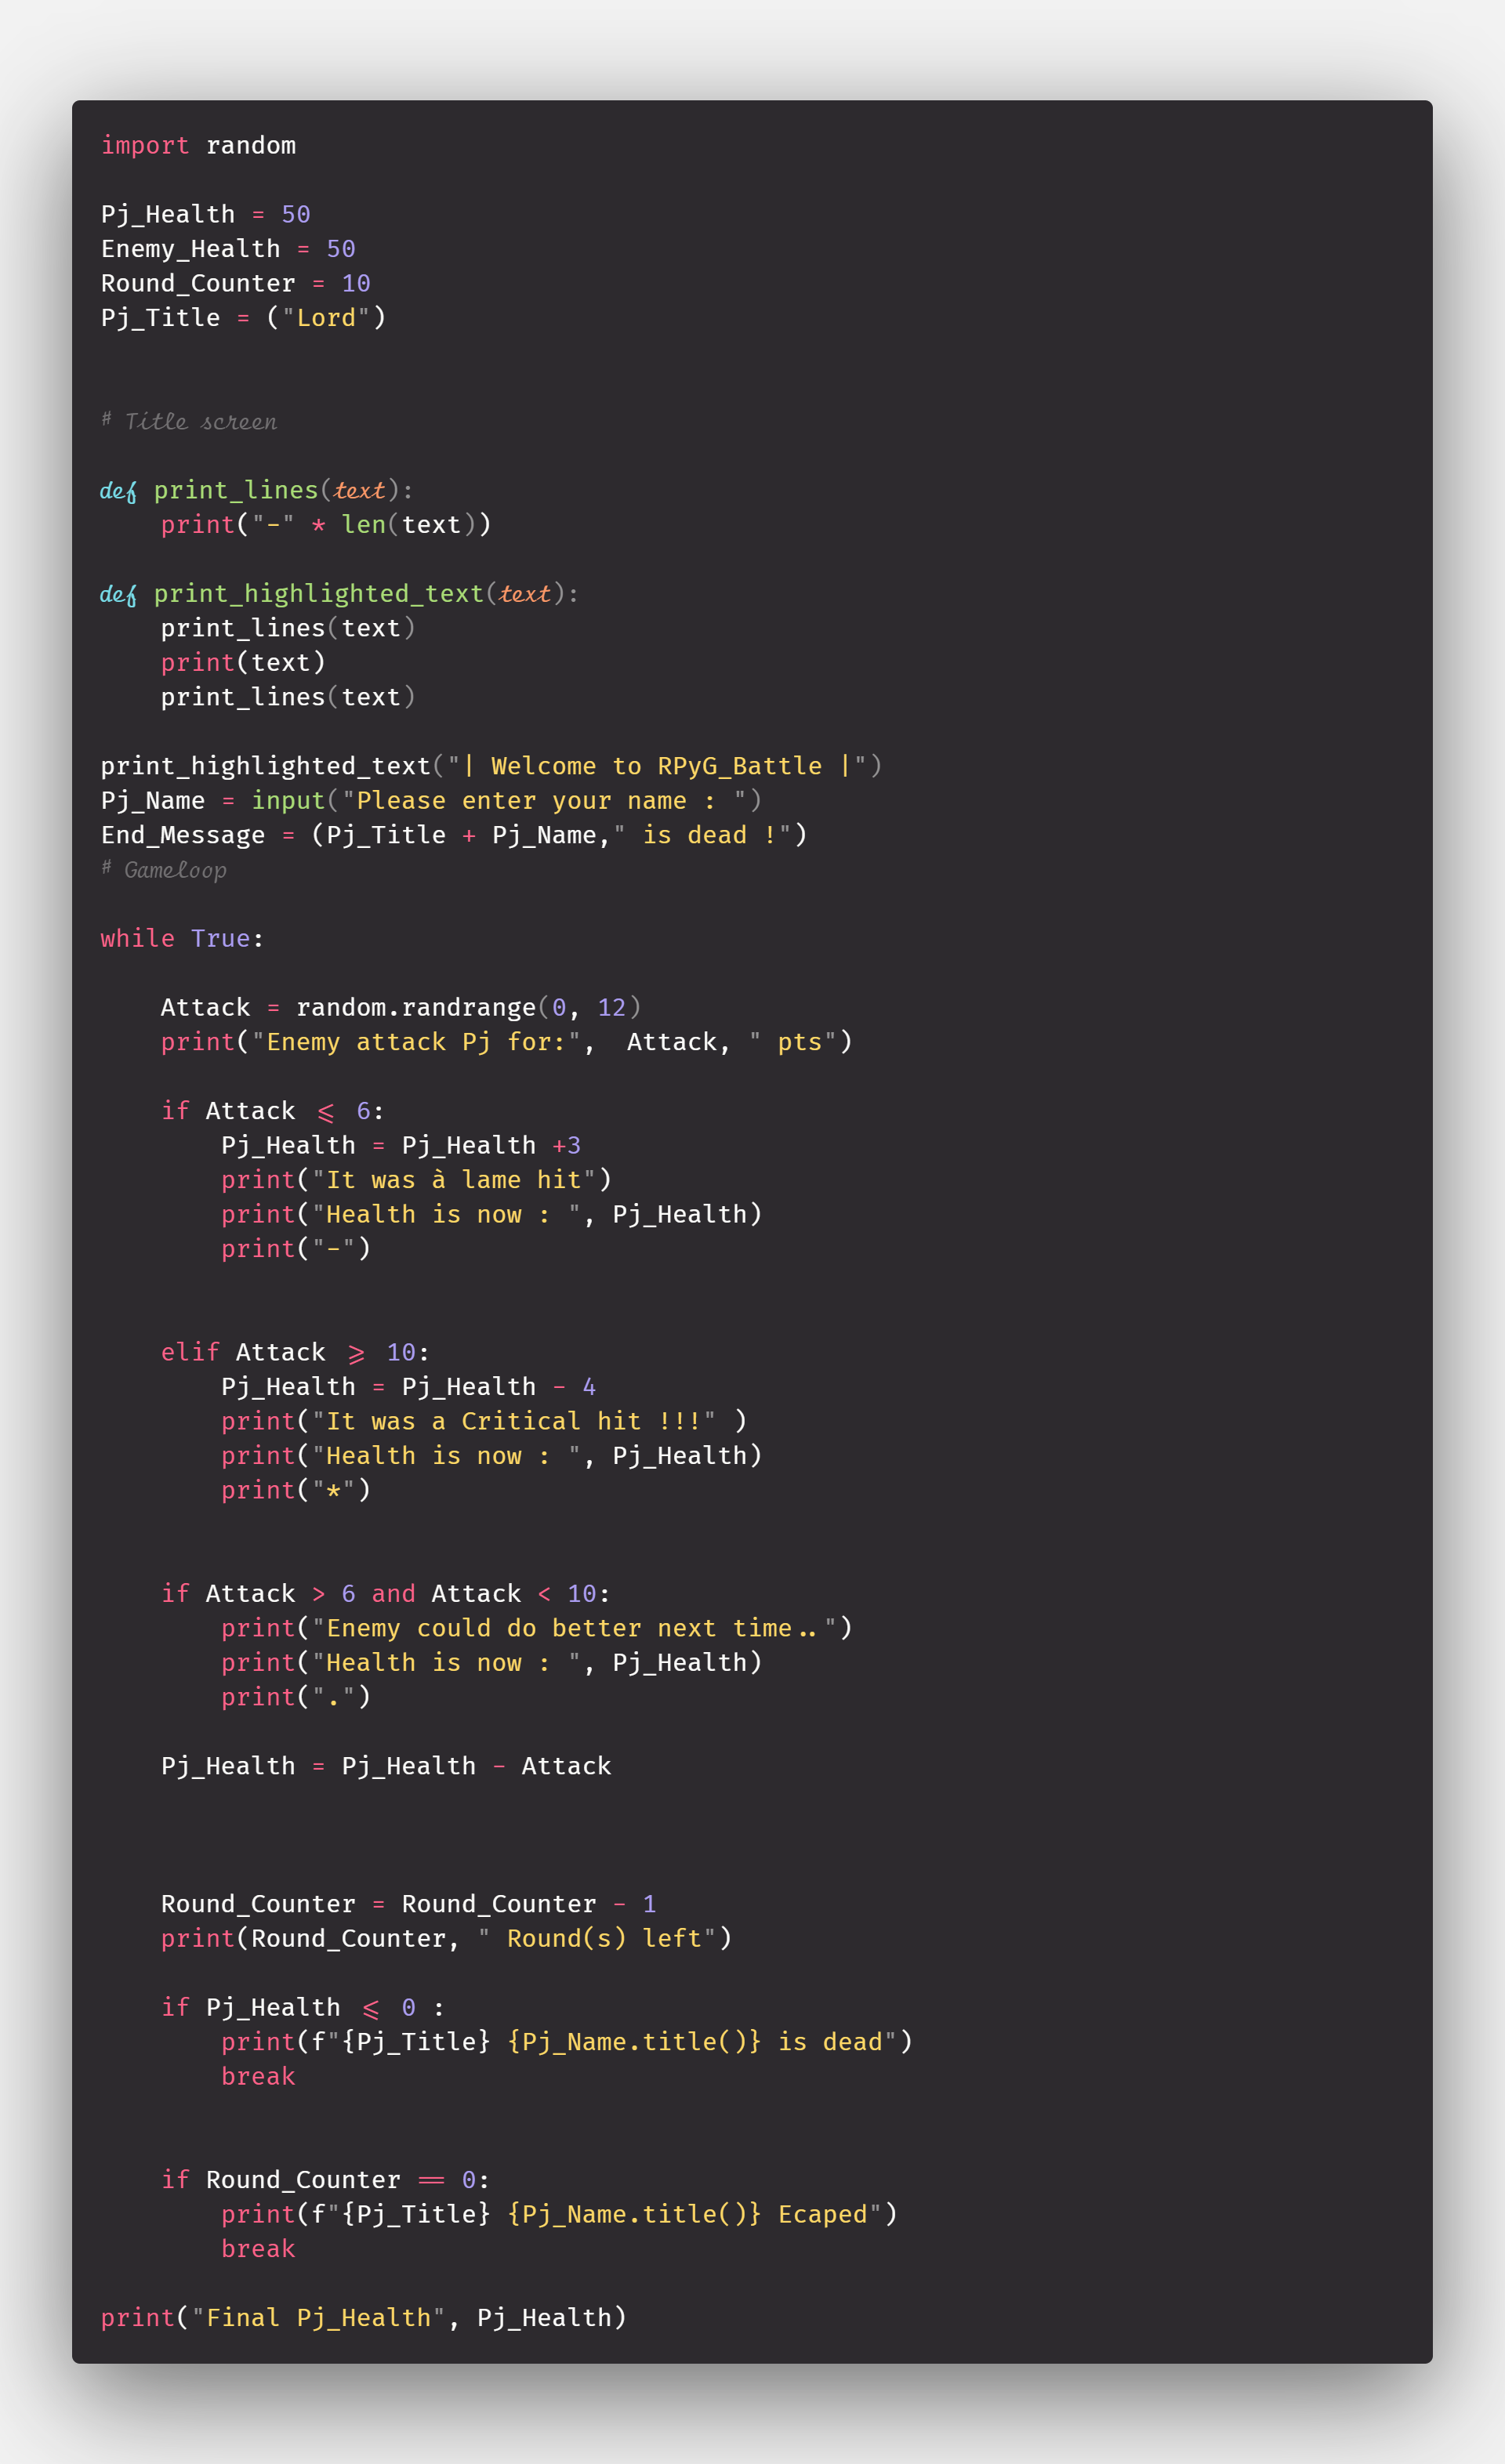 import random
Pj_Health = 50
Enemy_Health = 50
Round_Counter = 10
Pj_Title = ("Lord")
# Title screen
def print_lines(text):
    print("-" * len(text))
def print_highlighted_text(text):
    print_lines(text)
    print(text)
    print_lines(text)
print_highlighted_text("| Welcome to RPyG_Battle |")
Pj_Name = input("Please enter your name : ")
End_Message = (Pj_Title + Pj_Name," is dead !")
# Gameloop
while True:
    Attack = random.randrange(0, 12)
    print("Enemy attack Pj for:",  Attack, " pts")
    if Attack <= 6:
        Pj_Health = Pj_Health +3
        print("It was à lame hit")
        print("Health is now : ", Pj_Health)
        print("-")
    elif Attack >= 10:
        Pj_Health = Pj_Health - 4
        print("It was a Critical hit !!!" )
        print("Health is now : ", Pj_Health)
        print("*")
    if Attack > 6 and Attack < 10:
        print("Enemy could do better next time..")
        print("Health is now : ", Pj_Health)
        print(".")
    Pj_Health = Pj_Health - Attack
    Round_Counter = Round_Counter - 1
    print(Round_Counter, " Round(s) left")
    if Pj_Health <= 0 :
        print(f"{Pj_Title} {Pj_Name.title()} is dead")
        break
    if Round_Counter == 0:
        print(f"{Pj_Title} {Pj_Name.title()} Ecaped")
        break
print("Final Pj_Health", Pj_Health)